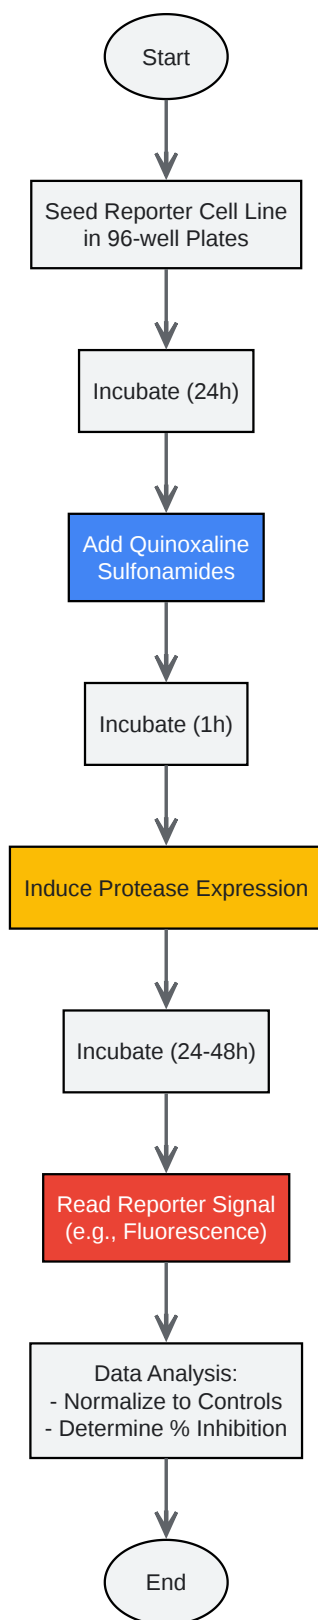 Start
Seed Reporter Cell Line
in 96-well Plates
Incubate (24h)
Add Quinoxaline
Sulfonamides
Incubate (1h)
Induce Protease Expression
Incubate (24-48h)
Read Reporter Signal
(e.g., Fluorescence)
Data Analysis:
- Normalize to Controls
- Determine % Inhibition
End